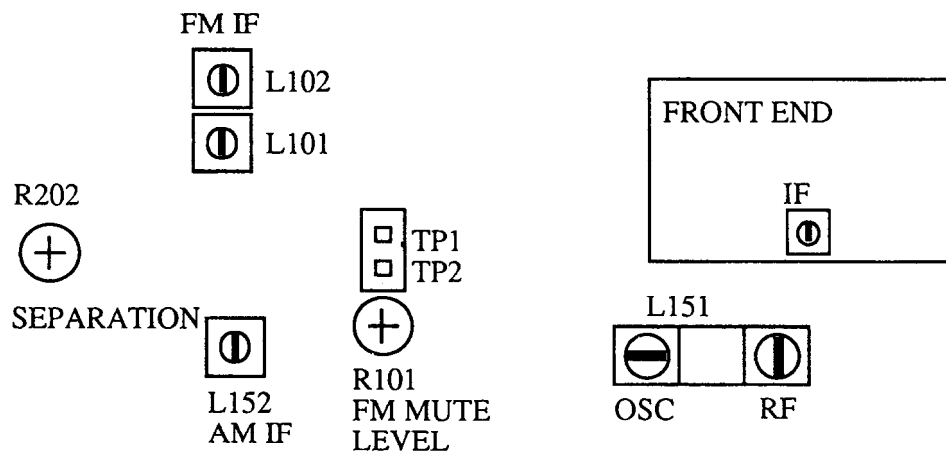 FM IF
L102
L101
FRONT END
R202
IF
TP1
TP2
SEPARATION
L151
L152
AM IF
R101
FM MUTE
LEVEL
OSC
RF